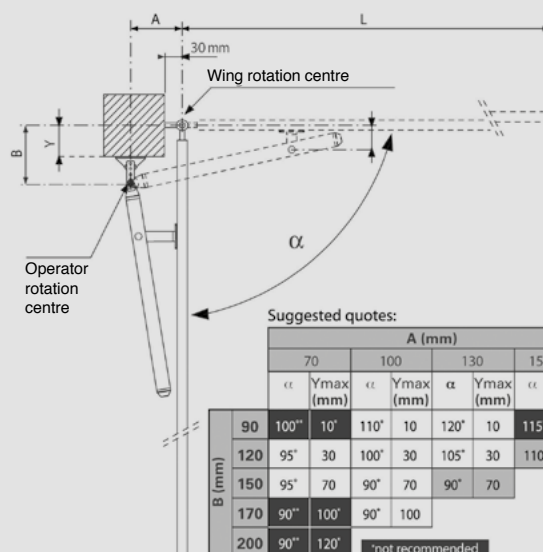 A
L
30 mm
Wing rotation centre
B
Y
α
Operator
rotation
centre
Suggested quotes:
A (mm)
70 100 130
α Ymax (mm) α Ymax (mm) α Ymax (mm) α
B (mm)
90 100°* 10* 110° 10 120° 10
120 95° 30 100° 30 105° 30
150 95° 70 90° 70 90° 70
170 90°* 100* 90° 100
200 90°* 120*
*not recommended